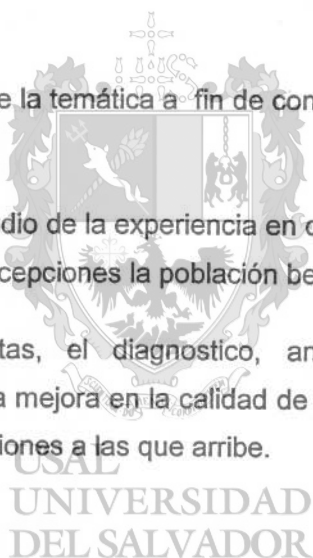 e la temática a fin de con
dio de la experiencia en
cepciones la población be
tas, el diagnostico, an
a mejora en la calidad de
iones a las que arribe.
USAL
UNIVERSIDAD
DEL SALVADOR